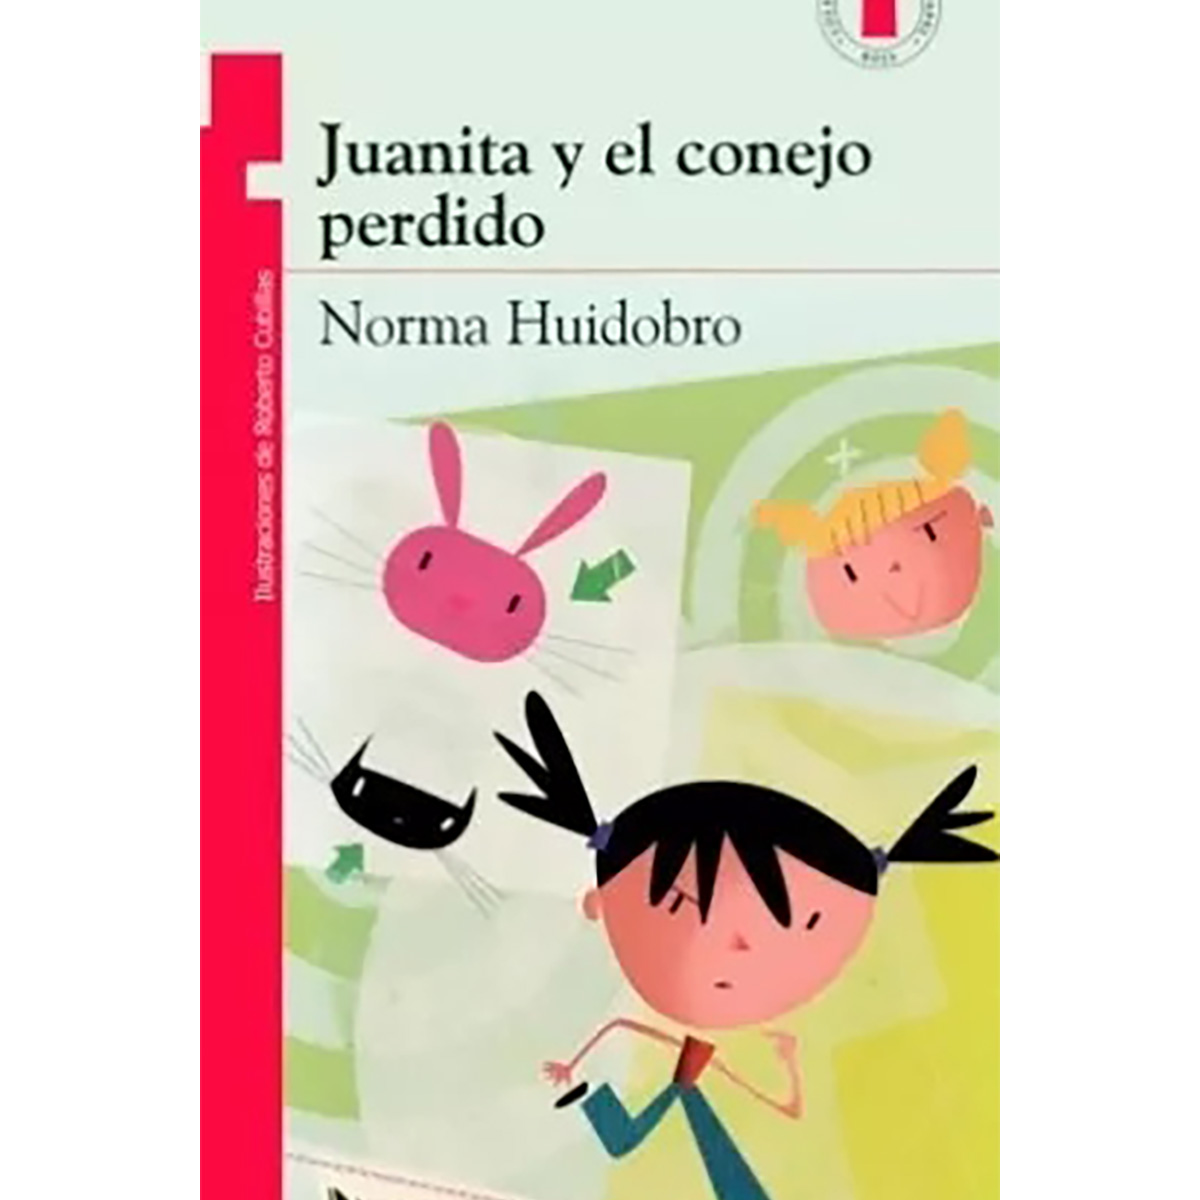 Juanita y el conejo
perdido
Norma Huidobro
Ilustraciones de Roberto Cubillas